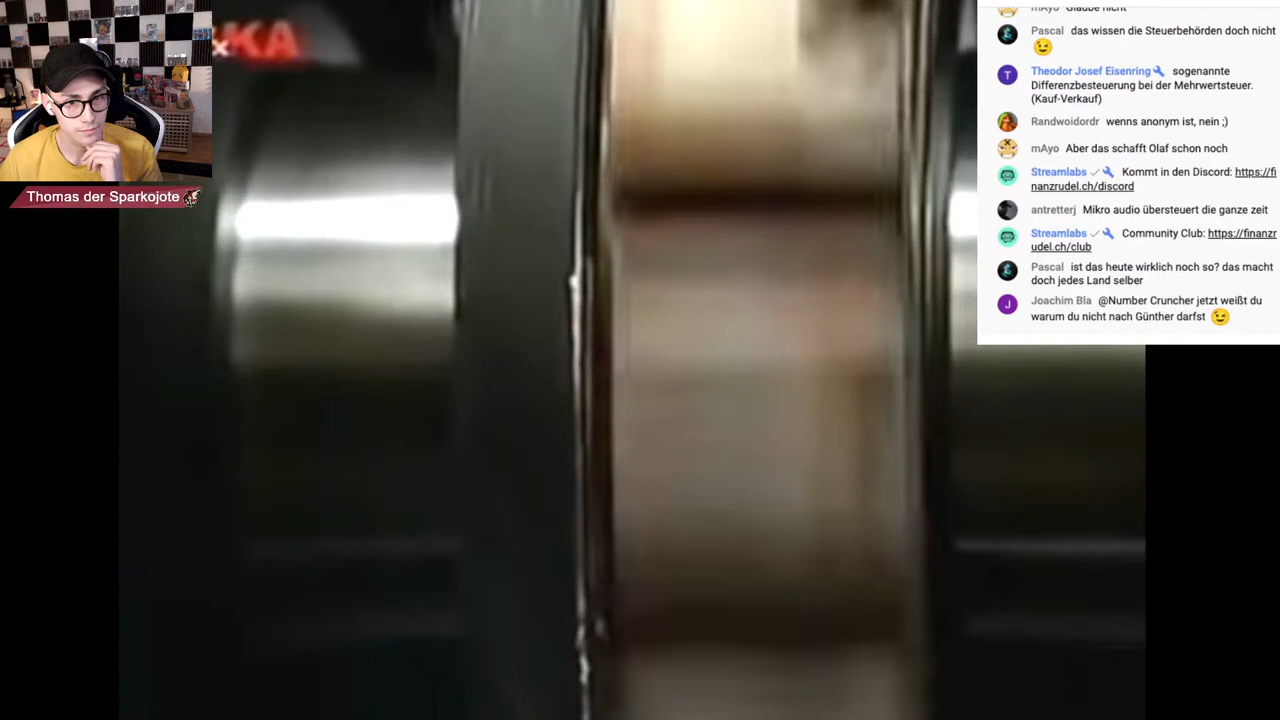 KA
Thomas der Sparkojote
mAyo Glaube nicht
Pascal das wissen die Steuerbehörden doch nicht
Theodor Josef Eisenring sogenannte
Differenzbesteuerung bei der Mehrwertsteuer.
(Kauf-Verkauf)
Randwoidordr wenns anonym ist, nein ;)
mAyo Aber das schafft Olaf schon noch
Streamlabs Kommt in den Discord: https://fi
nanzrudel.ch/discord
antretterj Mikro audio übersteuert die ganze zeit
Streamlabs Community Club: https://finanzr
udel.ch/club
Pascal ist das heute wirklich noch so? das macht
doch jedes Land selber
Joachim Bla @Number Cruncher jetzt weißt du
warum du nicht nach Günther darfst